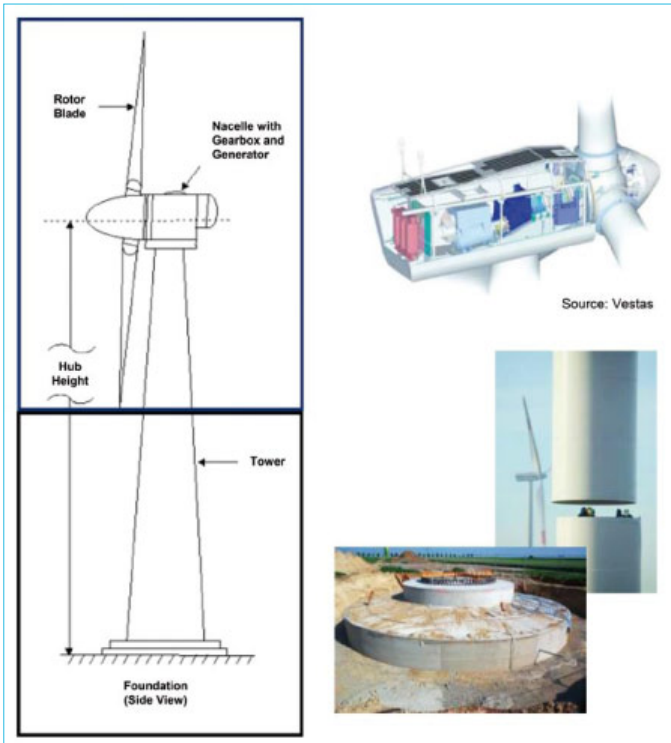 Rotor
Blade
Nacelle with
Gearbox and
Generator
Source: Vestas
Hub
Height
Tower
Foundation
(Side View)